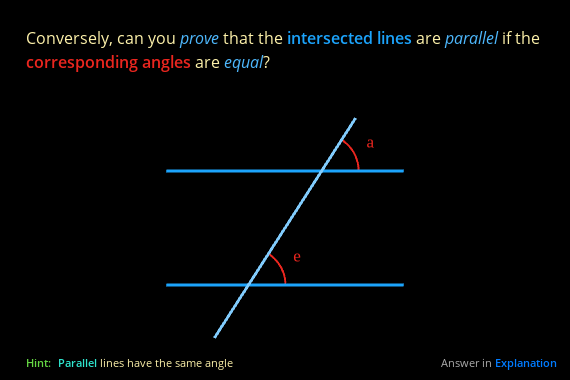 Conversely, can you prove that the intersected lines are parallel if the
corresponding angles are equal?
a
e
Hint: Parallel lines have the same angle
Answer in Explanation